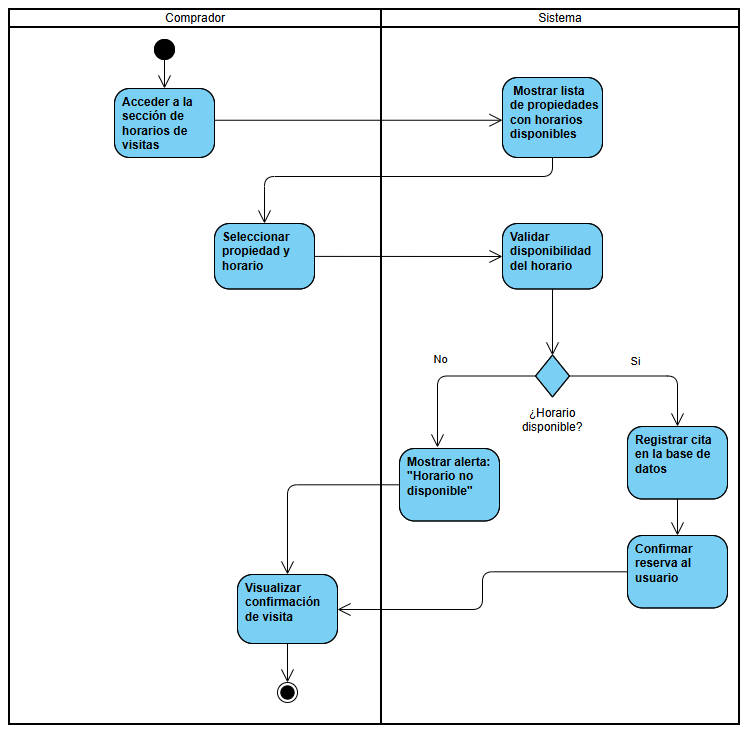 Comprador
Sistema
Acceder a la
sección de
horarios de
visitas
Mostrar lista
de propiedades
con horarios
disponibles
Seleccionar
propiedad y
horario
Validar
disponibilidad
del horario
No
Si
¿Horario
disponible?
Mostrar alerta:
"Horario no
disponible"
Registrar cita
en la base de
datos
Confirmar
reserva al
usuario
Visualizar
confirmación
de visita